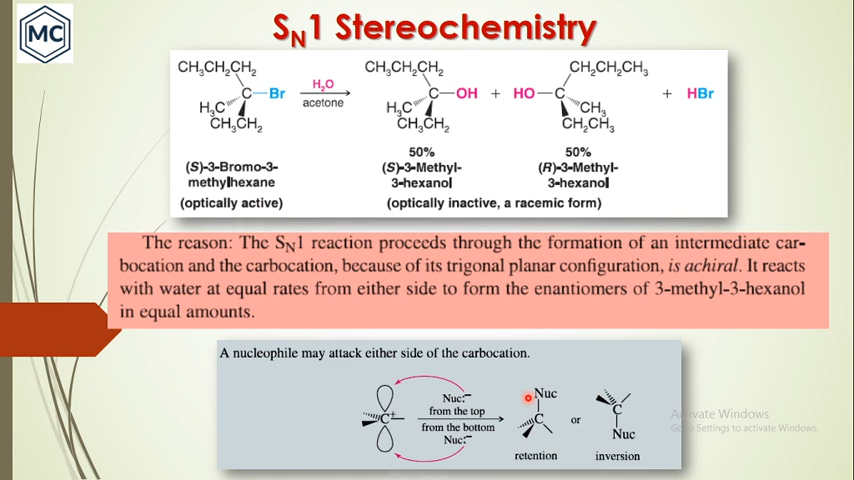 MC
SN1 Stereochemistry
CH3CH2CH2 CH3CH2CH2 CH2CH2CH3
C—Br H2O C—OH + HO—C + HBr
H3C acetone H3C CH3
CH3CH2 CH3CH2 CH2CH3
50% 50%
(S)-3-Bromo-3- (S)-3-Methyl- (R)-3-Methyl-
methylhexane 3-hexanol 3-hexanol
(optically active) (optically inactive, a racemic form)
The reason: The SN1 reaction proceeds through the formation of an intermediate car-
bocation and the carbocation, because of its trigonal planar configuration, is achiral. It reacts
with water at equal rates from either side to form the enantiomers of 3-methyl-3-hexanol
in equal amounts.
A nucleophile may attack either side of the carbocation.
Nuc:− Nuc
from the top
C+ C or C
from the bottom
Nuc:− Nuc
retention inversion
Activate Windows
Go to Settings to activate Windows.